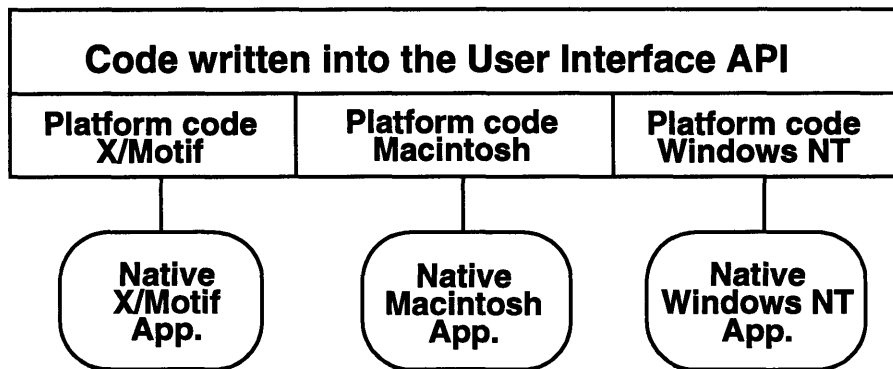 Code written into the User Interface API
Platform code
X/Motif
Platform code
Macintosh
Platform code
Windows NT
Native
X/Motif
App.
Native
Macintosh
App.
Native
Windows NT
App.